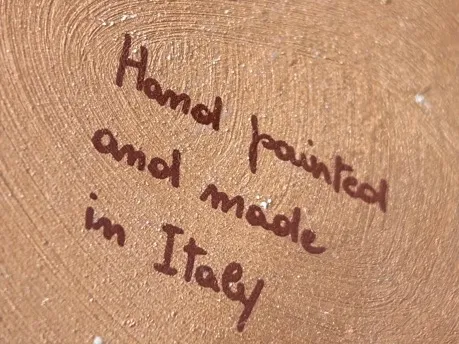 Hand painted
and made
in Italy